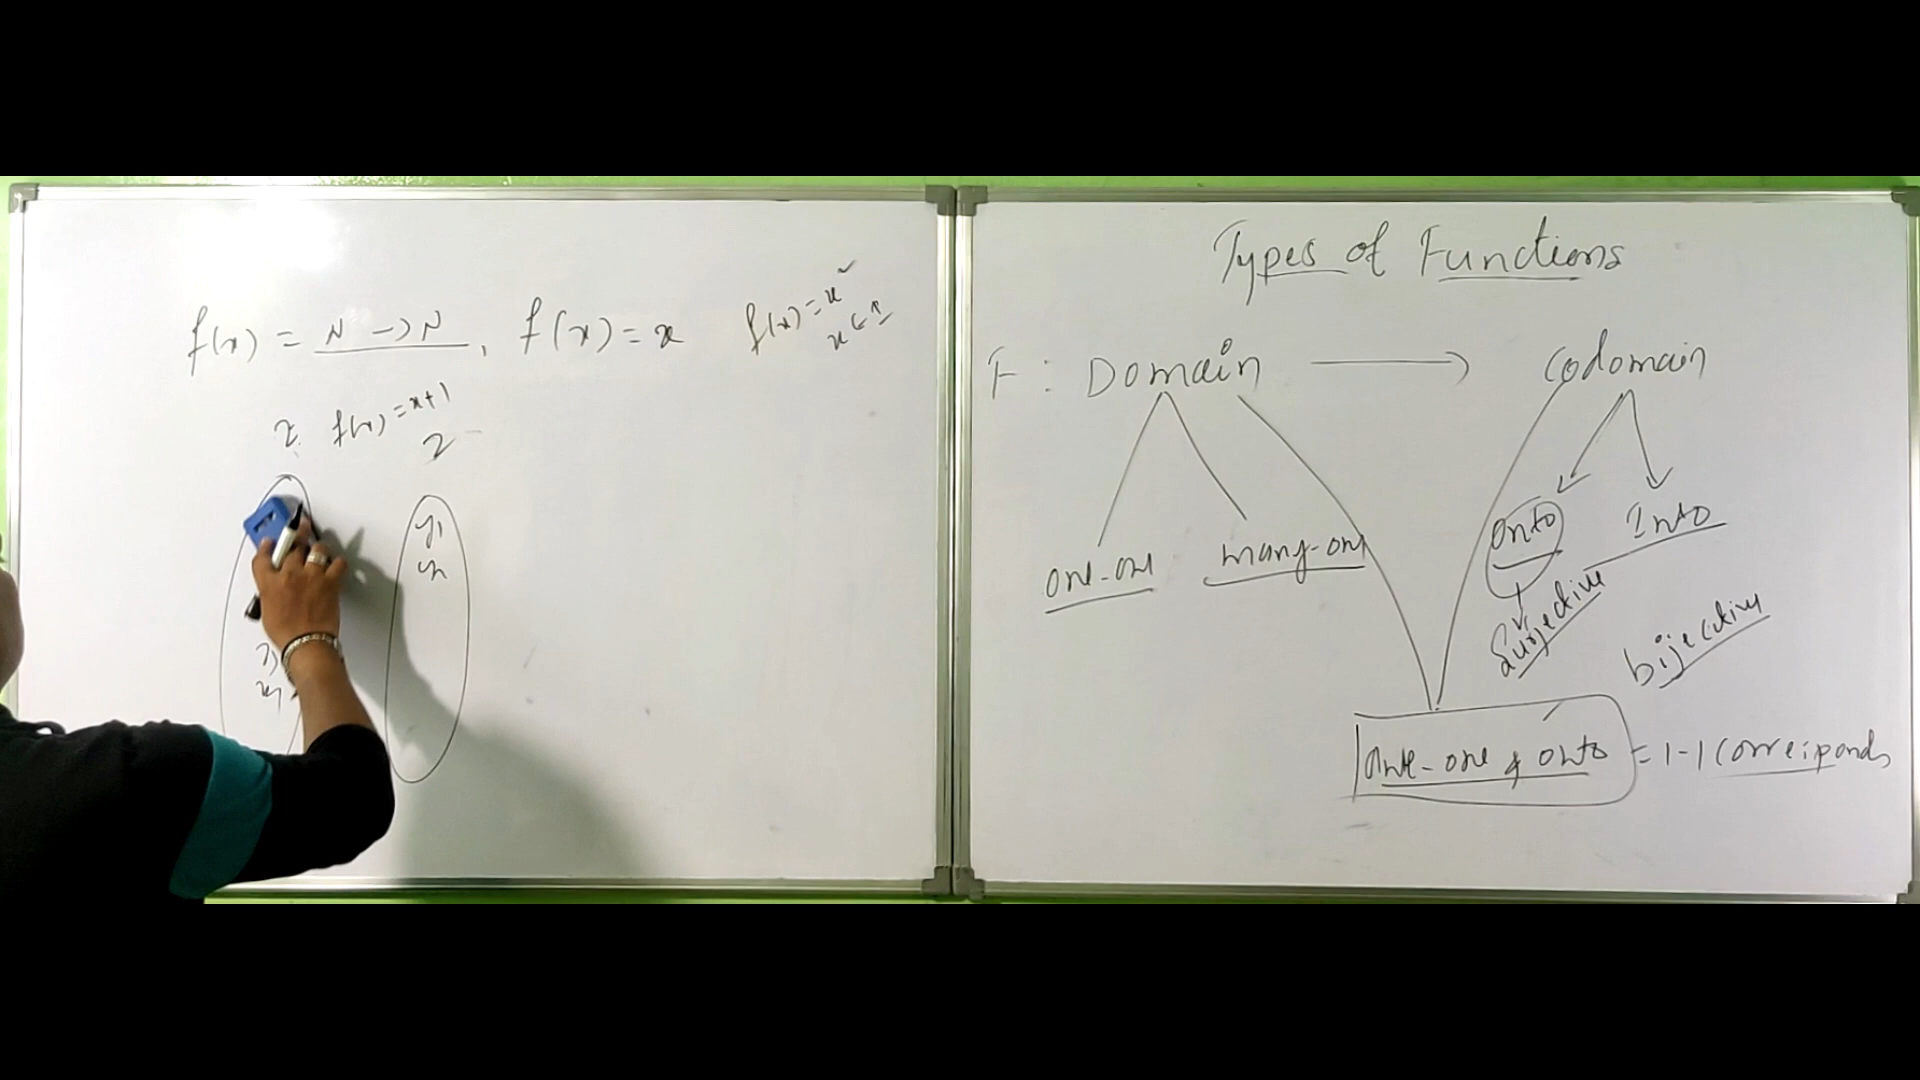 f(x) = N → N , f(x) = x
f(x) = x²
f(x) = x+1
Z
Z
y1
Types of Functions
F : Domain → Codomain
one-one
many-one
onto
Into
Surjective
bijective
one-one & onto = 1-1 Corresponds